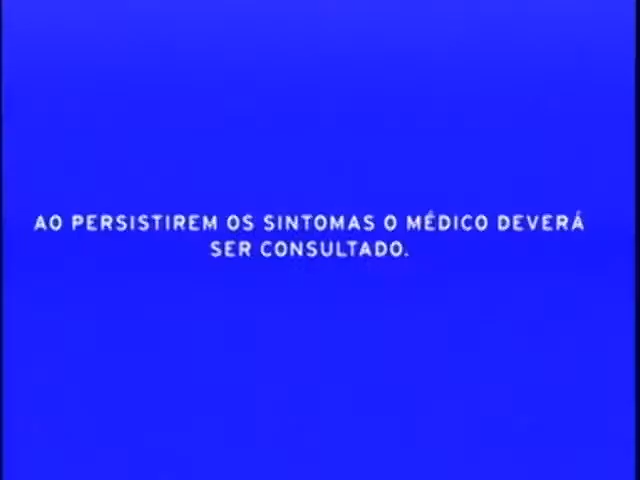 AO PERSISTIREM OS SINTOMAS O MÉDICO DEVERÁ
SER CONSULTADO.